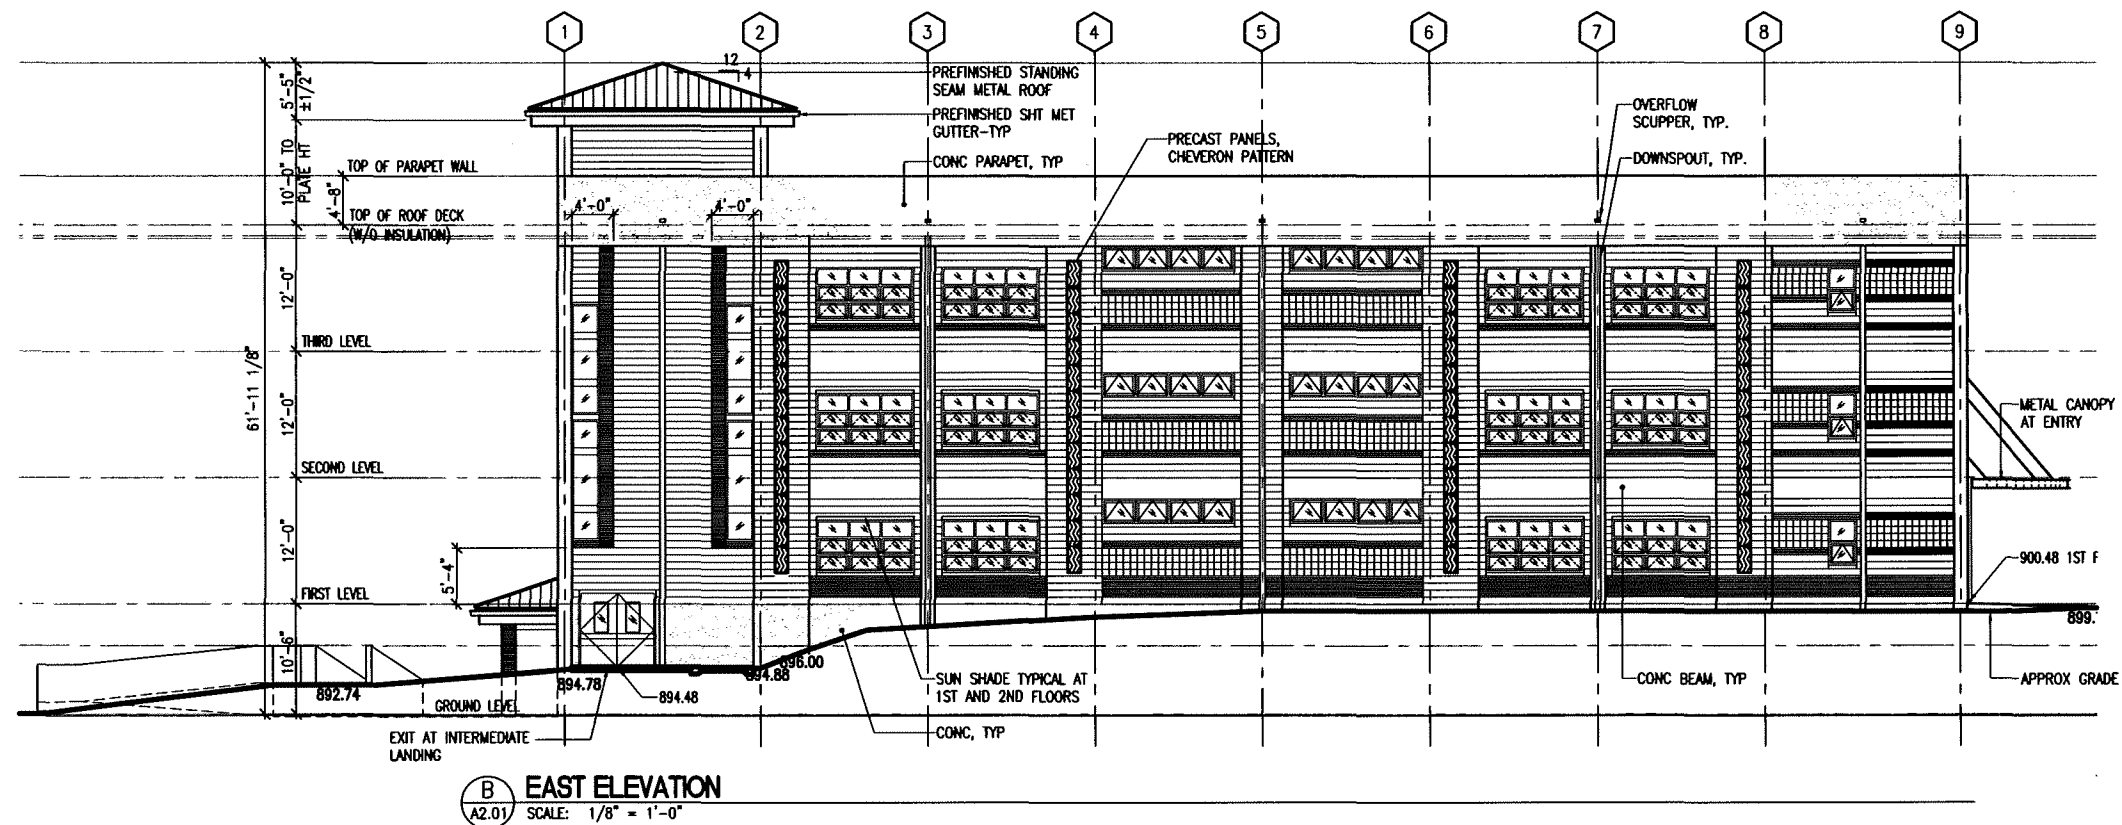 1 2 3 4 5 6 7 8 9
12
4
PREFINISHED STANDING
SEAM METAL ROOF
PREFINISHED SHT MET
GUTTER-TYP
CONC PARAPET, TYP
PRECAST PANELS,
CHEVERON PATTERN
OVERFLOW
SCUPPER, TYP.
DOWNSPOUT, TYP.
5'-5"
±1/2"
10'-0" TO
PLATE HT
4'-8"
TOP OF PARAPET WALL
TOP OF ROOF DECK
(W/O INSULATION)
4'-0"
4'-0"
12'-0"
THIRD LEVEL
61'-11 1/8"
12'-0"
METAL CANOPY
AT ENTRY
SECOND LEVEL
12'-0"
5'-4"
900.48 1ST F
FIRST LEVEL
899.
10'-6"
892.74
894.78
894.48
894.88
896.00
GROUND LEVEL
SUN SHADE TYPICAL AT
1ST AND 2ND FLOORS
CONC BEAM, TYP
APPROX GRADE
EXIT AT INTERMEDIATE
LANDING
CONC, TYP
B
A2.01
EAST ELEVATION
SCALE: 1/8" = 1'-0"